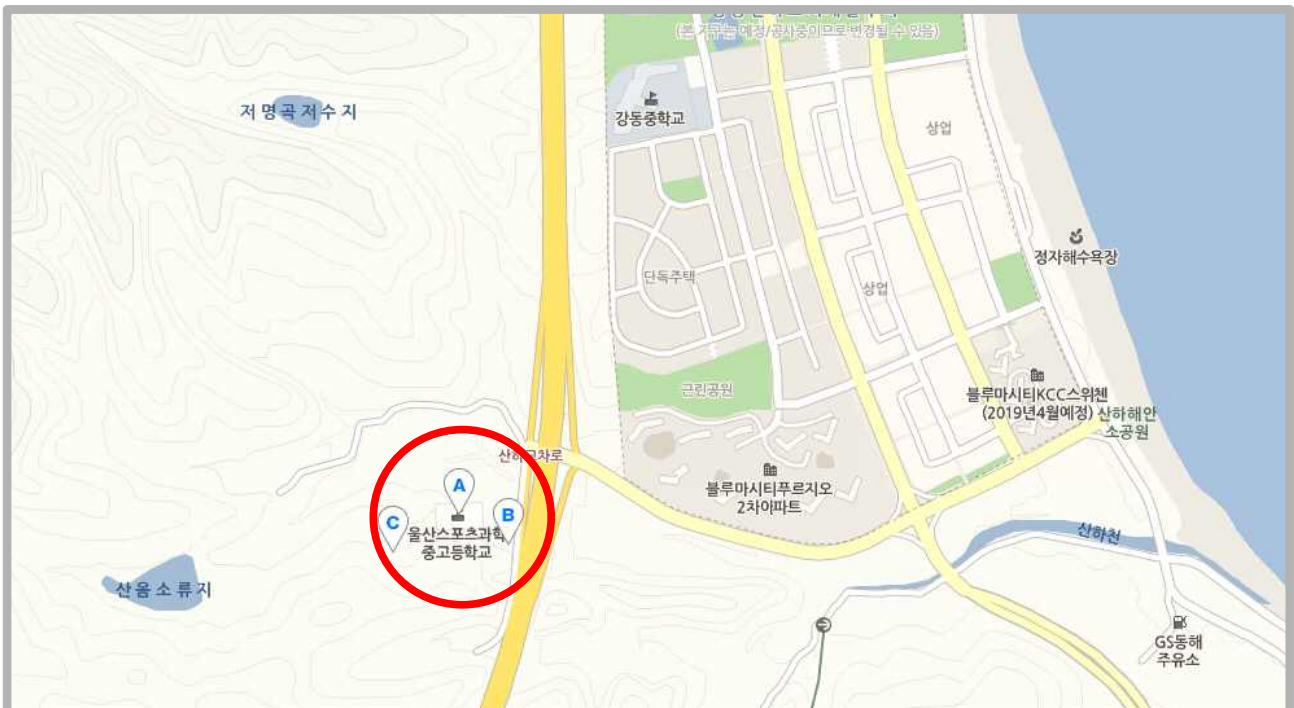 (본 지구는 예정/공사중이므로 변경될 수 있음)
저명곡저수지
강동중학교
상업
정자해수욕장
단독주택
상업
근린공원
블루마시티KCC스위첸
(2019년4월예정)
산하해안
소공원
산하교차로
블루마시티푸르지오
2차아파트
A
B
C
울산스포츠과학
중고등학교
산하천
산음소류지
GS동해
주유소